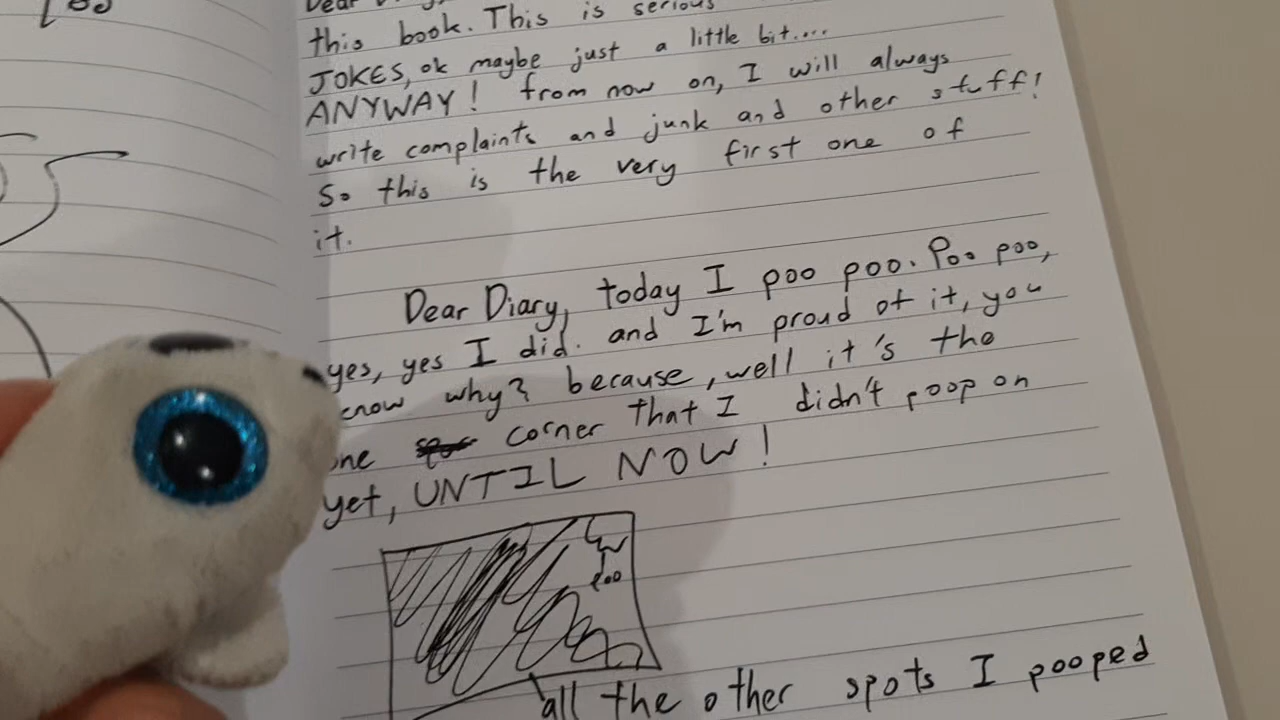 this book. This is serious
JOKES, ok maybe just a little bit....
ANYWAY! from now on, I will always
write complaints and junk and other stuff!
So this is the very first one of
it.
Dear Diary, today I poo poo. Poo poo,
yes, yes I did. and I'm proud of it, you
know why? because, well it's the
one corner that I didn't poop on
yet, UNTIL NOW!
Poo
all the other spots I pooped